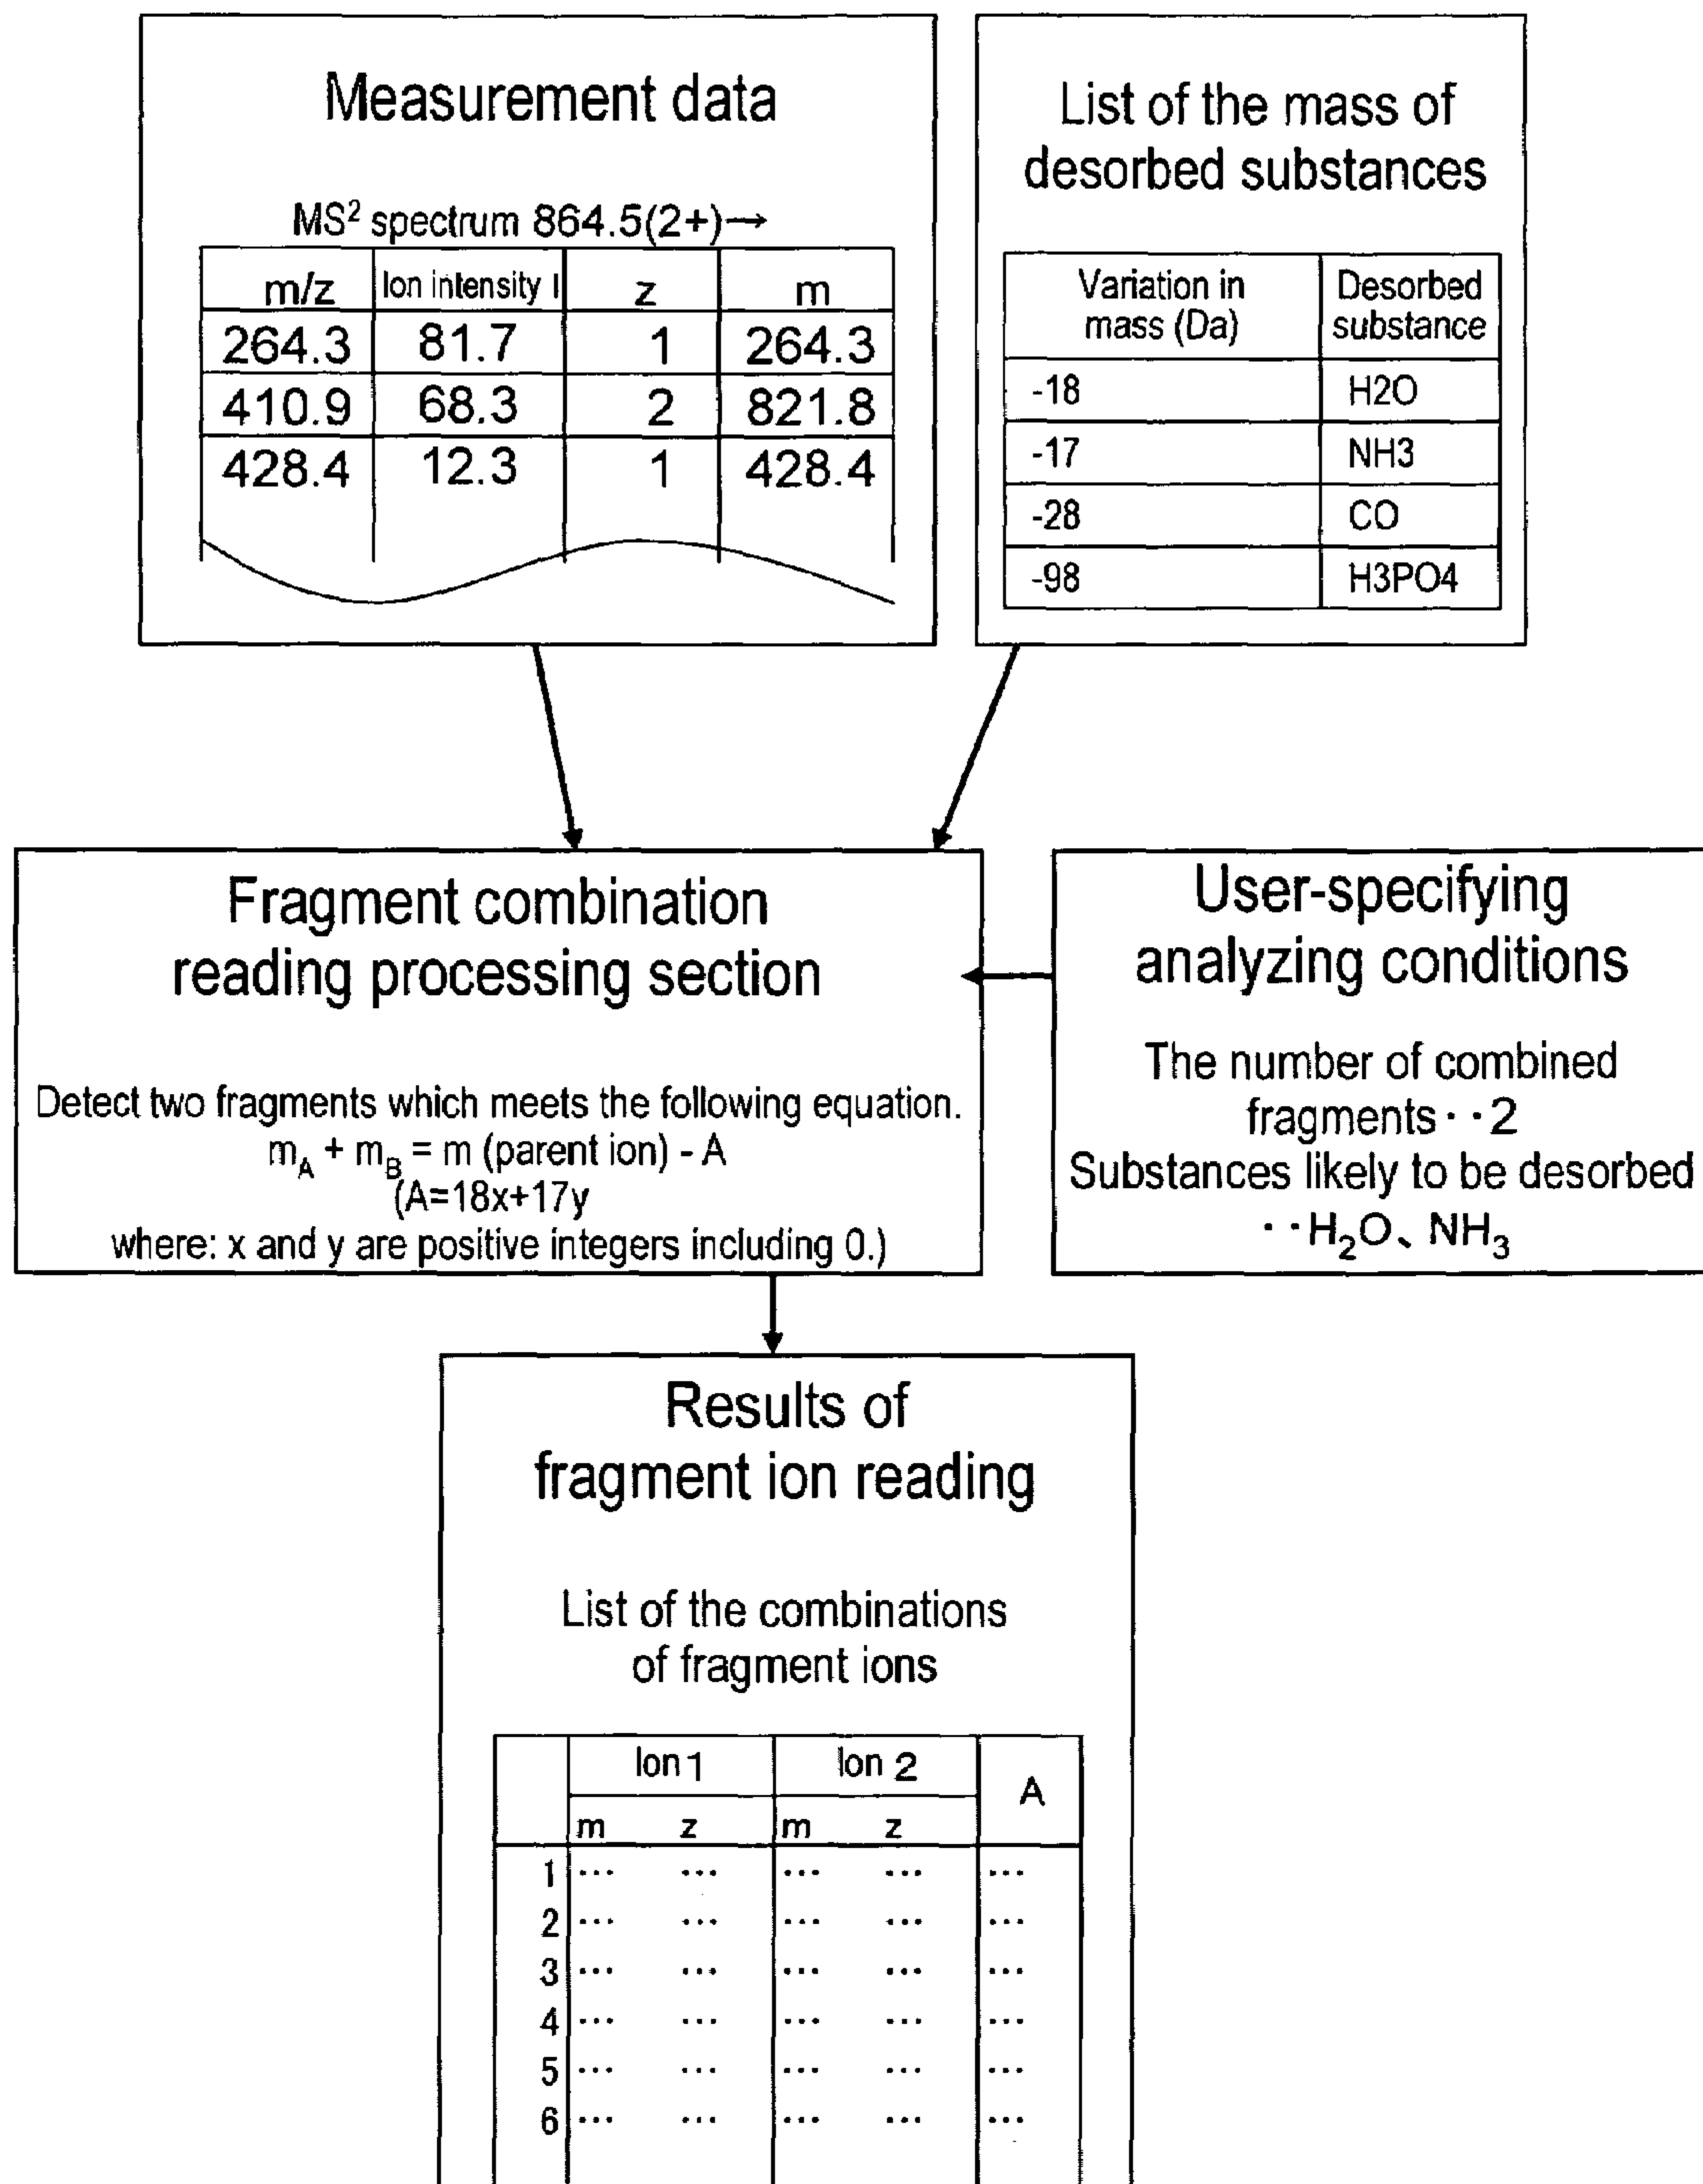 Measurement data
MS² spectrum 864.5(2+)→
m/z Ion intensity I z m
264.3 81.7 1 264.3
410.9 68.3 2 821.8
428.4 12.3 1 428.4
List of the mass of
desorbed substances
Variation in
mass (Da)
Desorbed
substance
-18 H2O
-17 NH3
-28 CO
-98 H3PO4
Fragment combination
reading processing section
Detect two fragments which meets the following equation.
m_A + m_B = m (parent ion) - A
(A=18x+17y
where: x and y are positive integers including 0.)
User-specifying
analyzing conditions
The number of combined
fragments・・2
Substances likely to be desorbed
・・H₂O、NH₃
Results of
fragment ion reading
List of the combinations
of fragment ions
Ion 1 Ion 2 A
m z m z
1 ... ... ... ... ...
2 ... ... ... ... ...
3 ... ... ... ... ...
4 ... ... ... ... ...
5 ... ... ... ... ...
6 ... ... ... ... ...